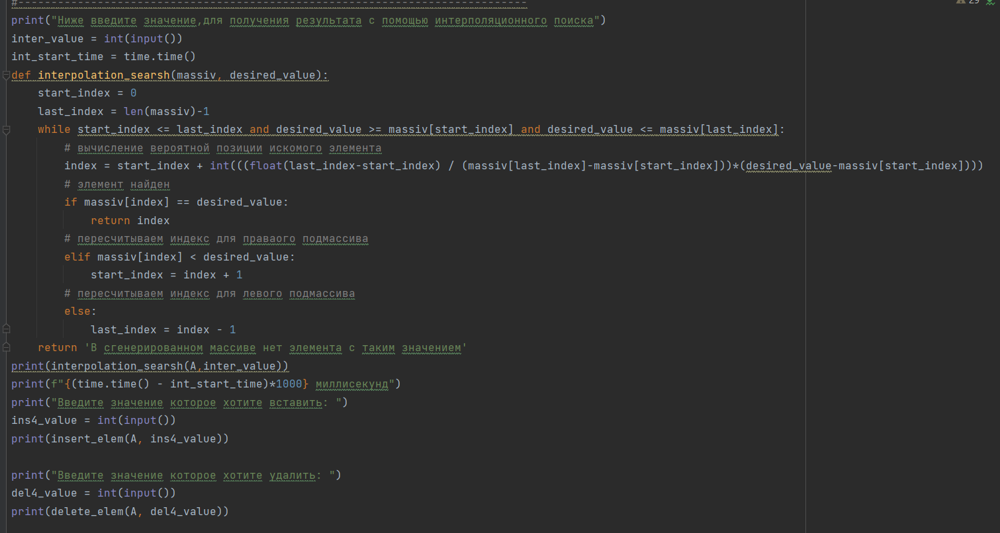 #-----------------------------------------------------------------------------
29
print("Ниже введите значение,для получения результата с помощью интерполяционного поиска")
inter_value = int(input())
int_start_time = time.time()
def interpolation_searsh(massiv, desired_value):
    start_index = 0
    last_index = len(massiv)-1
    while start_index <= last_index and desired_value >= massiv[start_index] and desired_value <= massiv[last_index]:
        # вычисление вероятной позиции искомого элемента
        index = start_index + int(((float(last_index-start_index) / (massiv[last_index]-massiv[start_index]))*(desired_value-massiv[start_index])))
        # элемент найден
        if massiv[index] == desired_value:
            return index
        # пересчитываем индекс для праваого подмассива
        elif massiv[index] < desired_value:
            start_index = index + 1
        # пересчитываем индекс для левого подмассива
        else:
            last_index = index - 1
    return 'В сгенерированном массиве нет элемента с таким значением'
print(interpolation_searsh(A,inter_value))
print(f"{(time.time() - int_start_time)*1000} миллисекунд")
print("Введите значение которое хотите вставить: ")
ins4_value = int(input())
print(insert_elem(A, ins4_value))
print("Введите значение которое хотите удалить: ")
del4_value = int(input())
print(delete_elem(A, del4_value))